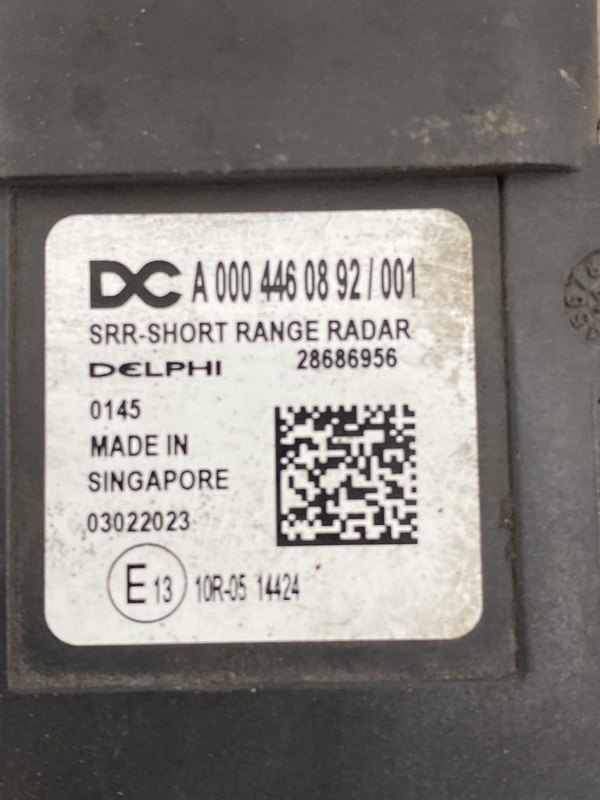 DC A 000 446 08 92 / 001
SRR-SHORT RANGE RADAR
DELPHI 28686956
0145
MADE IN
SINGAPORE
03022023
E 13 10R-05 14424